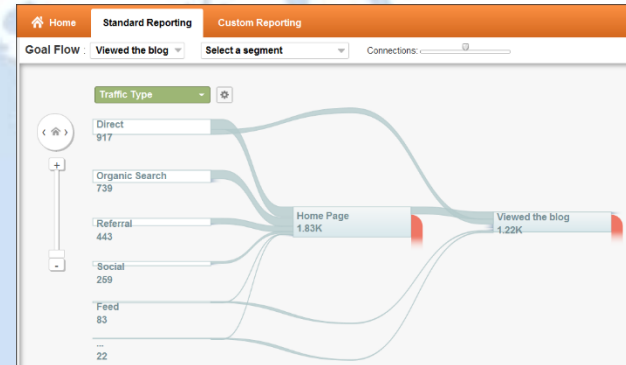 Home Standard Reporting Custom Reporting
Goal Flow : Viewed the blog Select a segment Connections:
Traffic Type
Direct
917
Organic Search
739
Home Page
1.83K
Viewed the blog
1.22K
Referral
443
Social
259
Feed
83
...
22